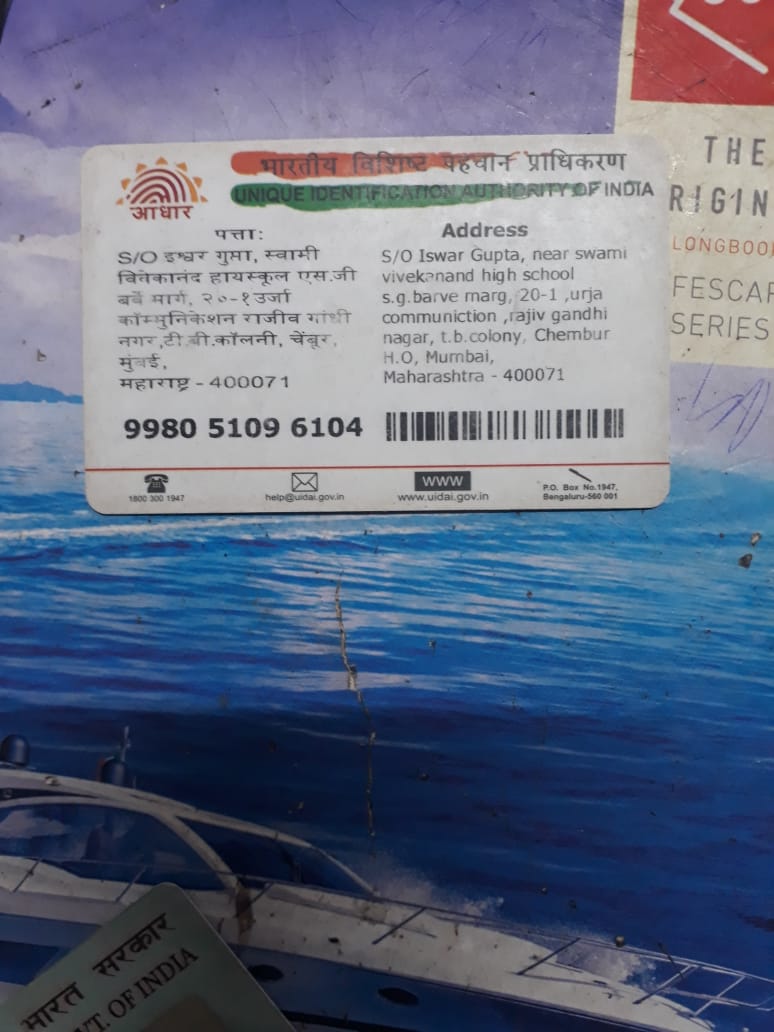 भारतीय विशिष्ट पहचान प्राधिकरण
UNIQUE IDENTIFICATION AUTHORITY OF INDIA
आधार
पत्ता:
S/O इश्वर गुप्ता, स्वामी
विवेकानंद हायस्कूल एस.जी
बर्वे मार्ग, २०-१ उर्जा
कॉम्मुनिकेशन राजीव गांधी
नगर,टी.बी.कॉलनी, चेंबूर,
मुंबई,
महाराष्ट्र - 400071
Address
S/O Iswar Gupta, near swami
vivekanand high school
s.g.barve marg, 20-1 ,urja
communiction ,rajiv gandhi
nagar, t.b.colony, Chembur
H.O, Mumbai,
Maharashtra - 400071
9980 5109 6104
1800 300 1947
help@uidai.gov.in
WWW
www.uidai.gov.in
P.O. Box No.1947,
Bengaluru-560 001
THE
RIGIN
LONGBOO
FESCAP
SERIES
भारत सरकार
VT. OF INDIA